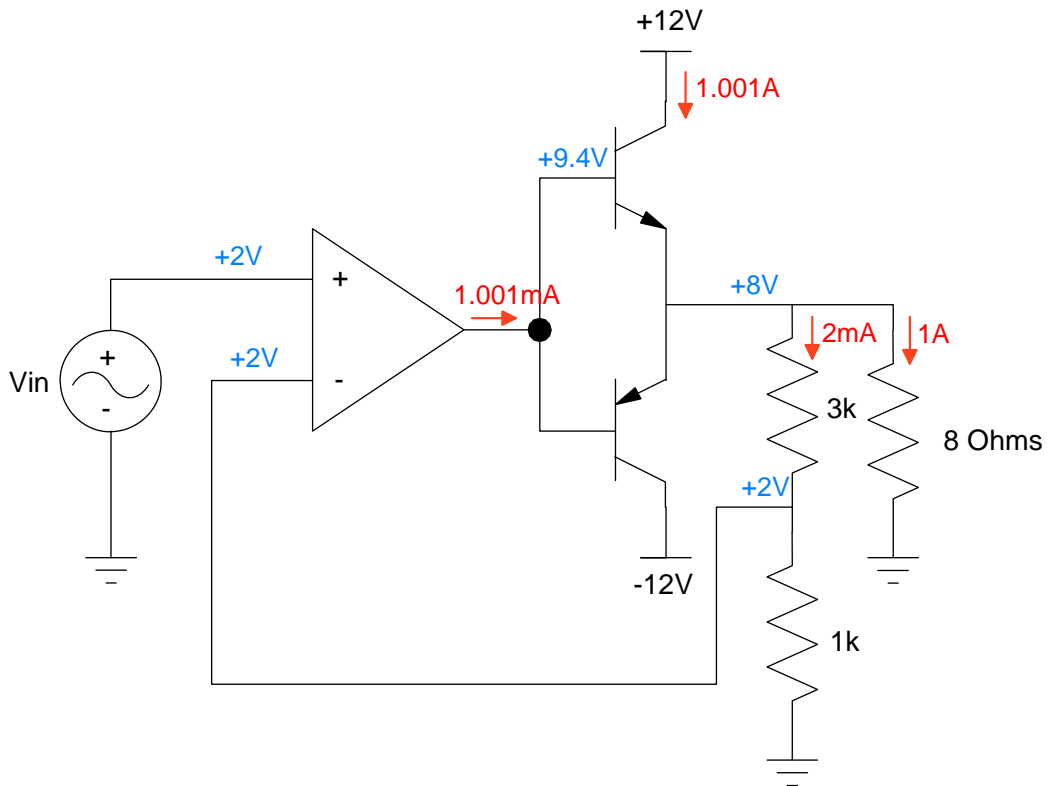 +12V
1.001A
+9.4V
+2V
+
1.001mA
+8V
+2V
-
2mA
1A
Vin
+
-
3k
8 Ohms
+2V
-12V
1k